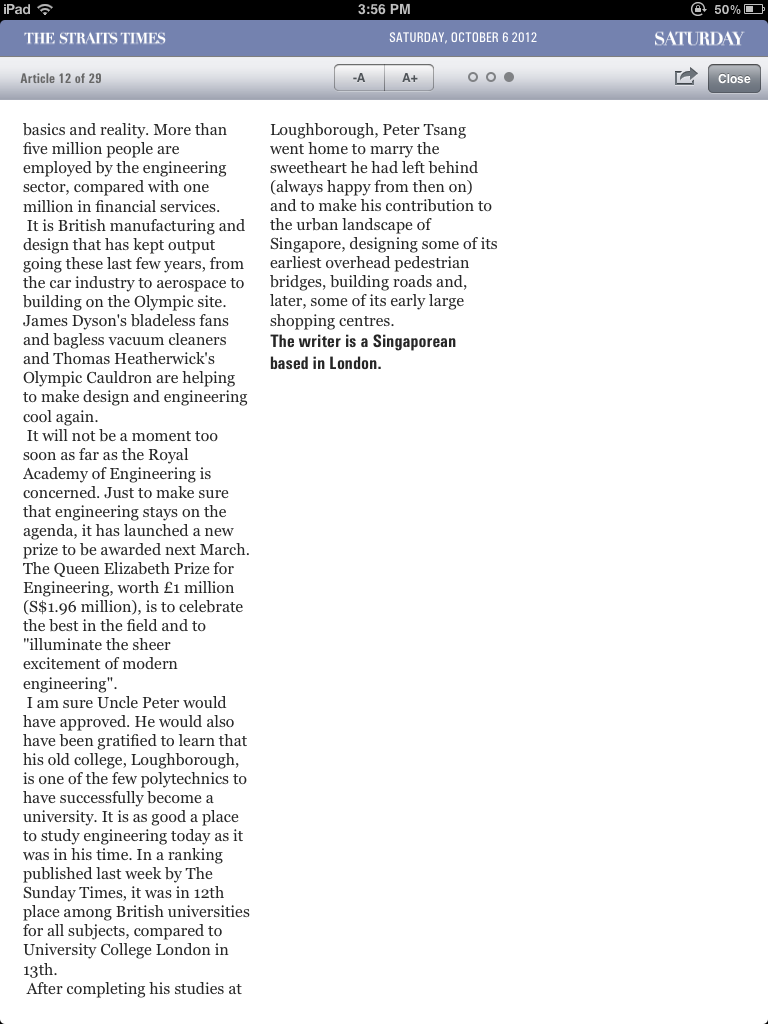 iPad
3:56 PM
50%
THE STRAITS TIMES
SATURDAY, OCTOBER 6 2012
SATURDAY
Article 12 of 29
-A
A+
Close
basics and reality. More than
five million people are
employed by the engineering
sector, compared with one
million in financial services.
It is British manufacturing and
design that has kept output
going these last few years, from
the car industry to aerospace to
building on the Olympic site.
James Dyson's bladeless fans
and bagless vacuum cleaners
and Thomas Heatherwick's
Olympic Cauldron are helping
to make design and engineering
cool again.
It will not be a moment too
soon as far as the Royal
Academy of Engineering is
concerned. Just to make sure
that engineering stays on the
agenda, it has launched a new
prize to be awarded next March.
The Queen Elizabeth Prize for
Engineering, worth £1 million
(S$1.96 million), is to celebrate
the best in the field and to
"illuminate the sheer
excitement of modern
engineering".
I am sure Uncle Peter would
have approved. He would also
have been gratified to learn that
his old college, Loughborough,
is one of the few polytechnics to
have successfully become a
university. It is as good a place
to study engineering today as it
was in his time. In a ranking
published last week by The
Sunday Times, it was in 12th
place among British universities
for all subjects, compared to
University College London in
13th.
After completing his studies at
Loughborough, Peter Tsang
went home to marry the
sweetheart he had left behind
(always happy from then on)
and to make his contribution to
the urban landscape of
Singapore, designing some of its
earliest overhead pedestrian
bridges, building roads and,
later, some of its early large
shopping centres.
The writer is a Singaporean
based in London.